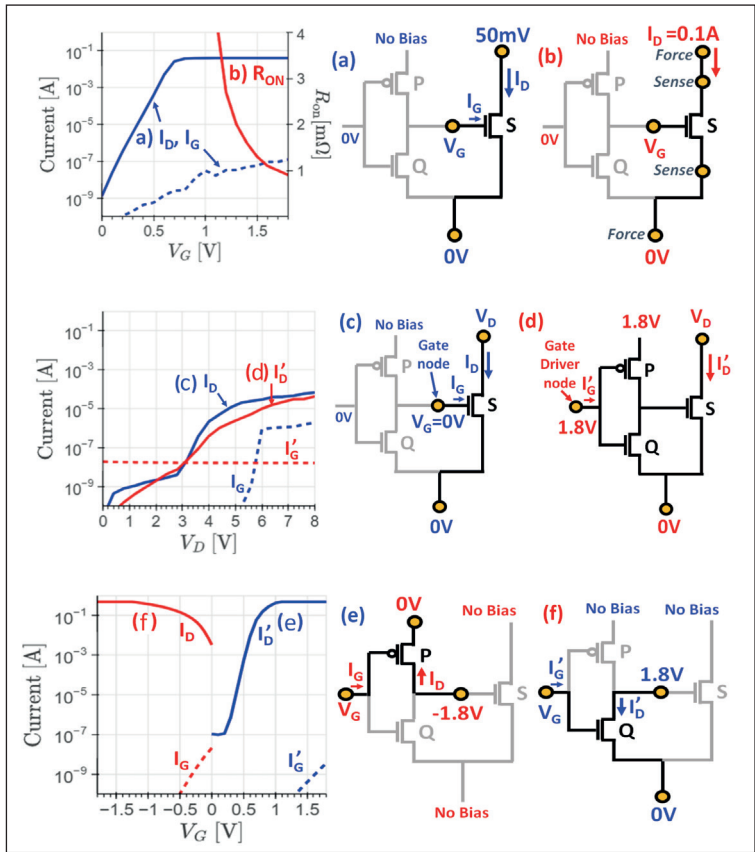 10⁻¹
10⁻³
10⁻⁵
10⁻⁷
10⁻⁹
Current [A]
0
0.5
1
1.5
V_G [V]
4
3
2
1
R_on [mΩ]
b) R_ON
a) I_D, I_G
(a)
No Bias
50mV
P
I_D
I_G
0V
S
V_G
Q
0V
(b)
No Bias
I_D =0.1A
Force
Sense
P
0V
S
V_G
Q
Sense
Force
0V
10⁻¹
10⁻³
10⁻⁵
10⁻⁷
10⁻⁹
Current [A]
0 1 2 3 4 5 6 7 8
V_D [V]
(c) I_D
(d) I'_D
I'_G
I_G
(c)
No Bias
V_D
Gate
node
P
I_D
I_G
0V
S
V_G=0V
Q
0V
(d)
1.8V
V_D
Gate
Driver
node
P
I'_D
I'_G
1.8V
S
Q
0V
10⁻¹
10⁻³
10⁻⁵
10⁻⁷
10⁻⁹
Current [A]
−1.5 −1 −0.5 0 0.5 1 1.5
V_G [V]
(f)
I_D
I'_D
(e)
I_G
I'_G
(e)
0V
No Bias
P
I_G
I_D
V_G
-1.8V
S
Q
No Bias
(f)
No Bias
No Bias
P
I'_G
1.8V
S
V_G
I'_D
Q
0V